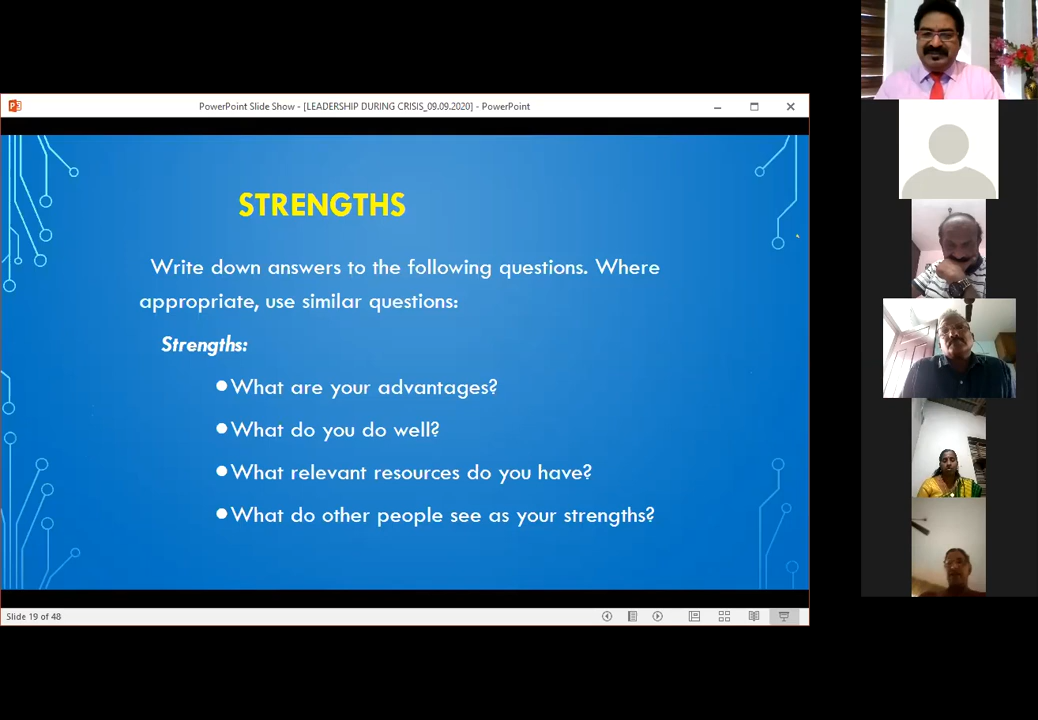 PowerPoint Slide Show - [LEADERSHIP DURING CRISIS_09.09.2020] - PowerPoint
STRENGTHS
Write down answers to the following questions. Where
appropriate, use similar questions:
Strengths:
•What are your advantages?
•What do you do well?
•What relevant resources do you have?
•What do other people see as your strengths?
Slide 19 of 48